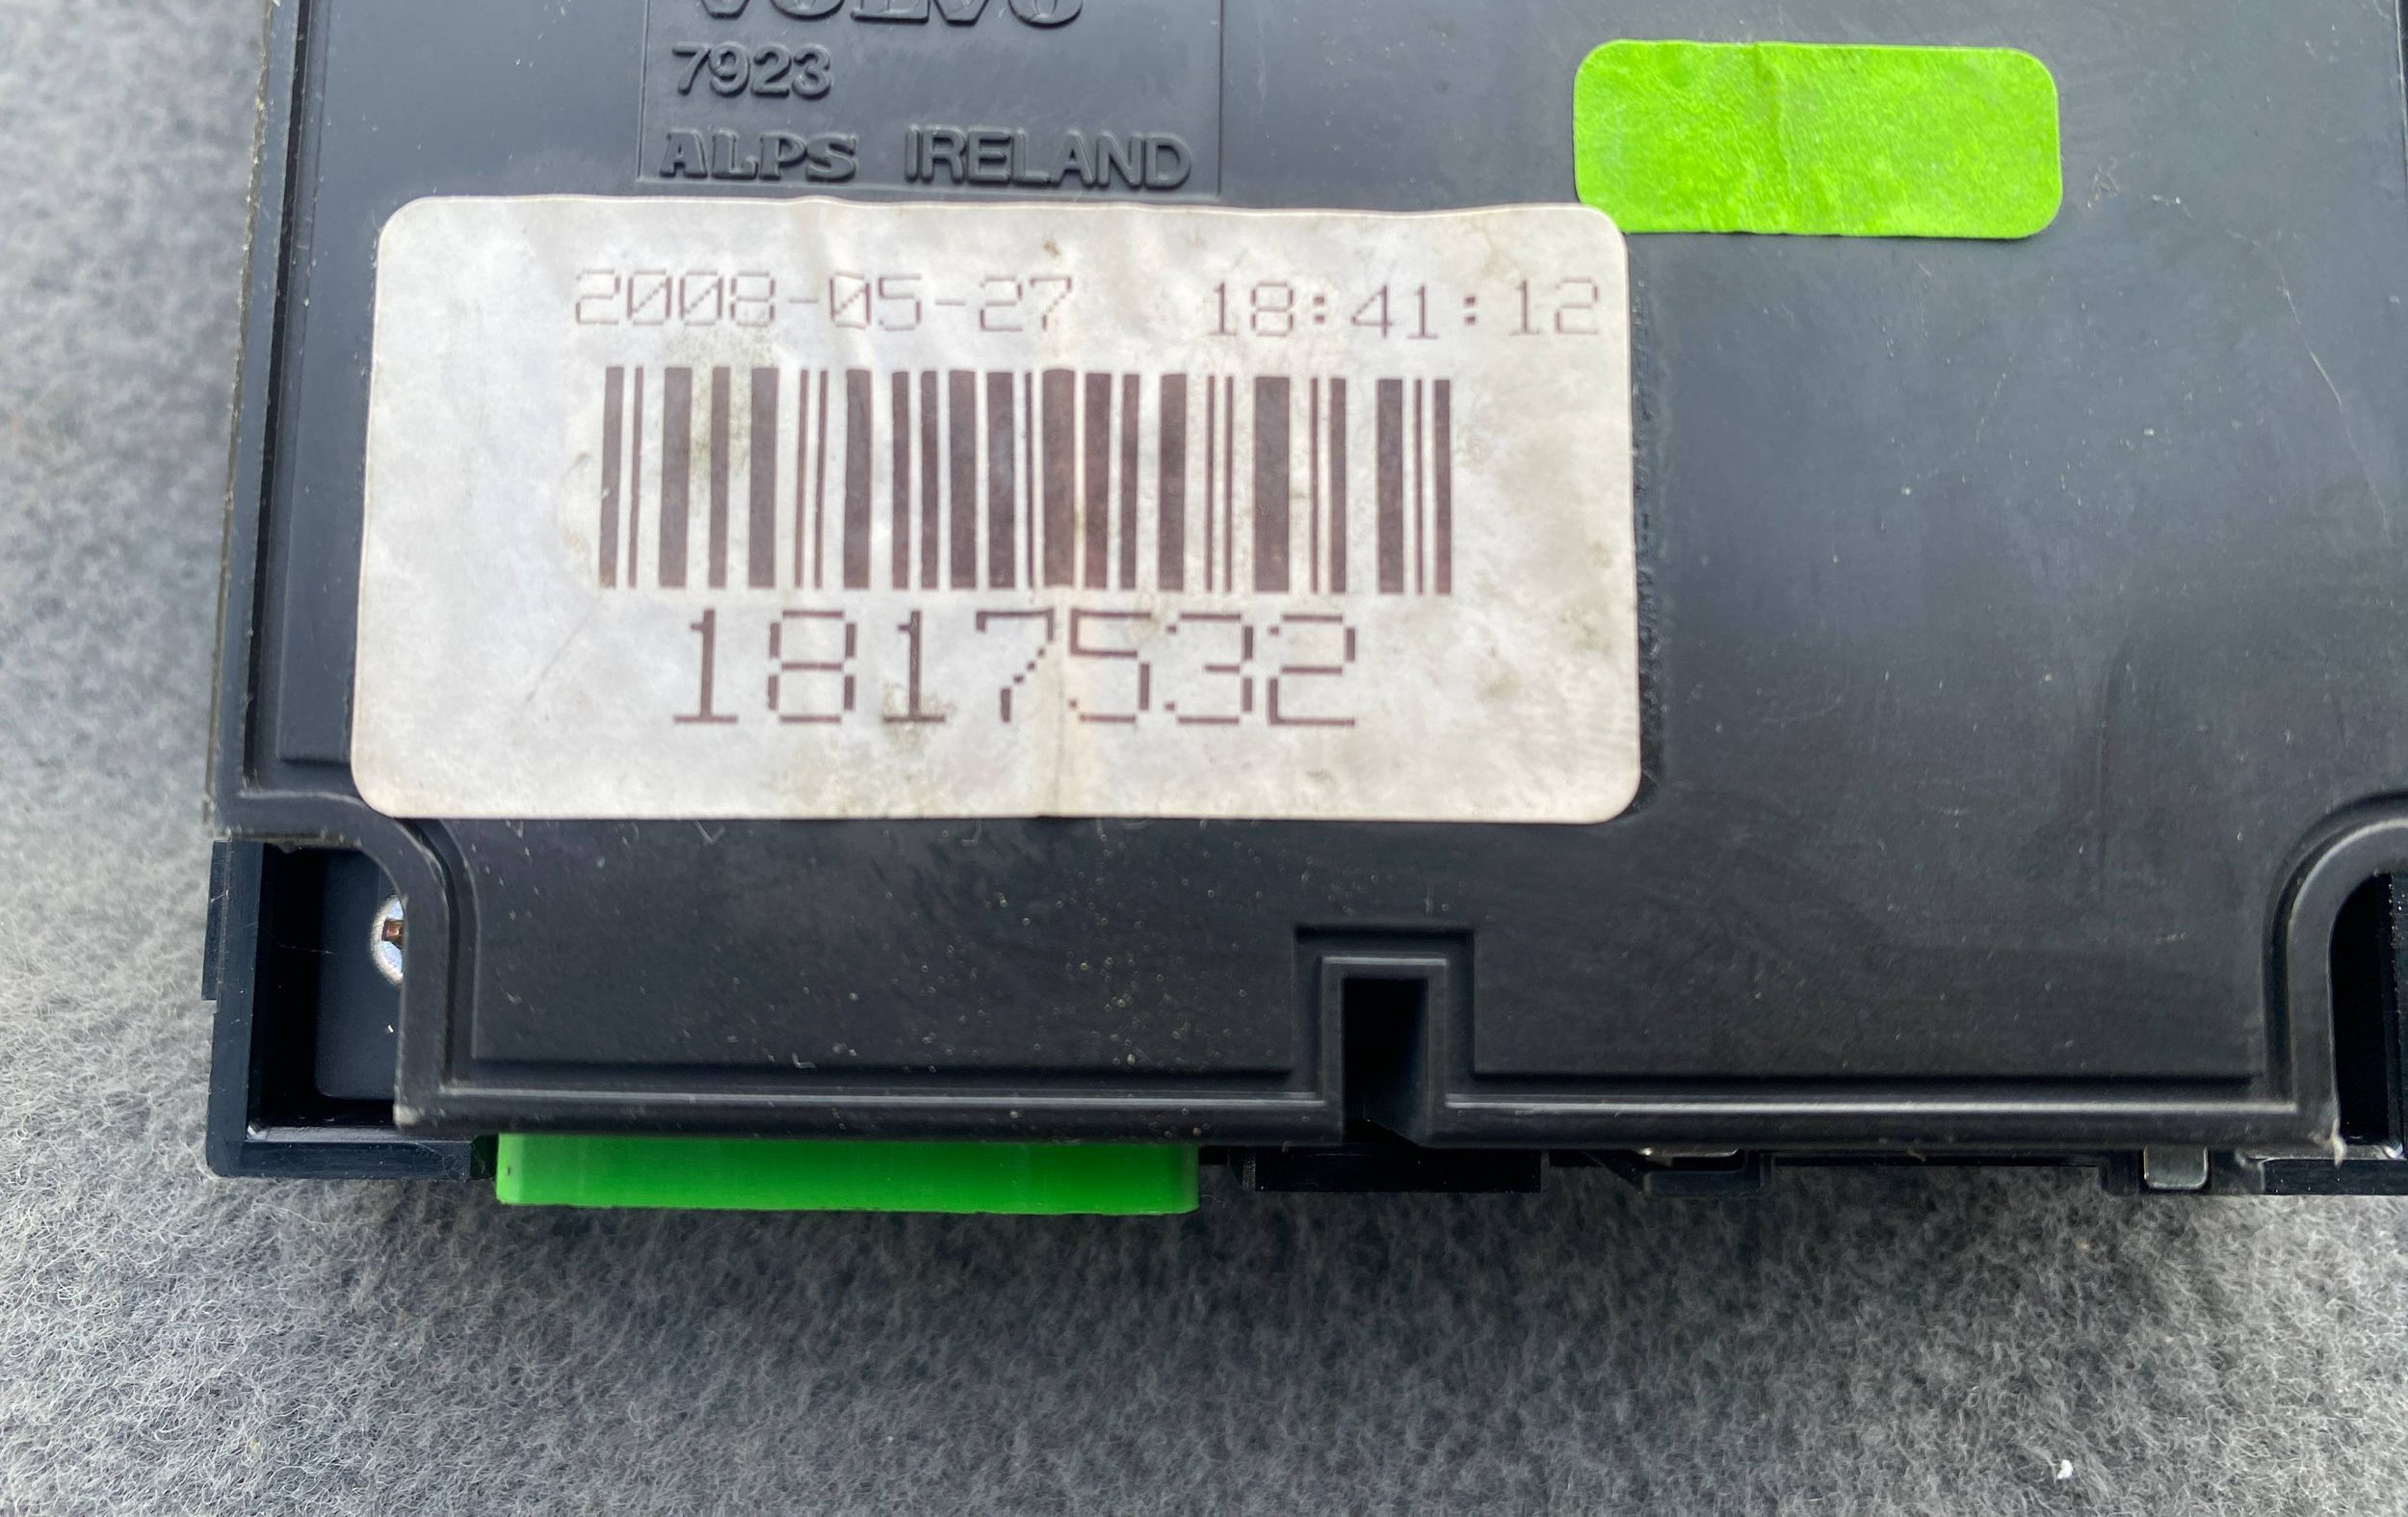 VOLVO
7923
ALPS IRELAND
2008-05-27 18:41:12
1817532